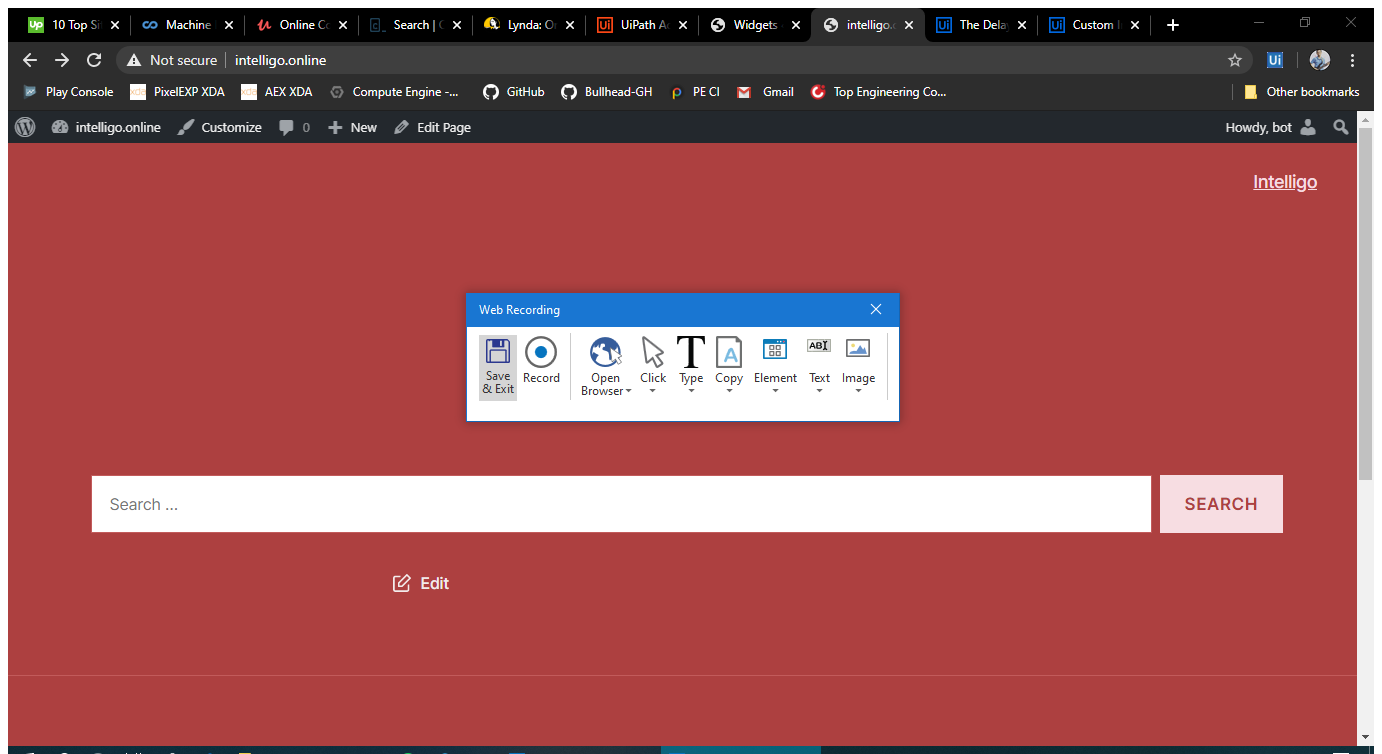 10 Top Si
Machine
Online Co
Search | C
Lynda: O
UiPath Ac
Widgets
intelligo.o
The Dela
Custom I
Not secure
intelligo.online
Play Console
PixelEXP XDA
AEX XDA
Compute Engine -...
GitHub
Bullhead-GH
PE CI
Gmail
Top Engineering Co...
Other bookmarks
intelligo.online
Customize
0
New
Edit Page
Howdy, bot
Intelligo
Web Recording
Save
& Exit
Record
Open
Browser
Click
Type
Copy
Element
Text
Image
Search ...
SEARCH
Edit